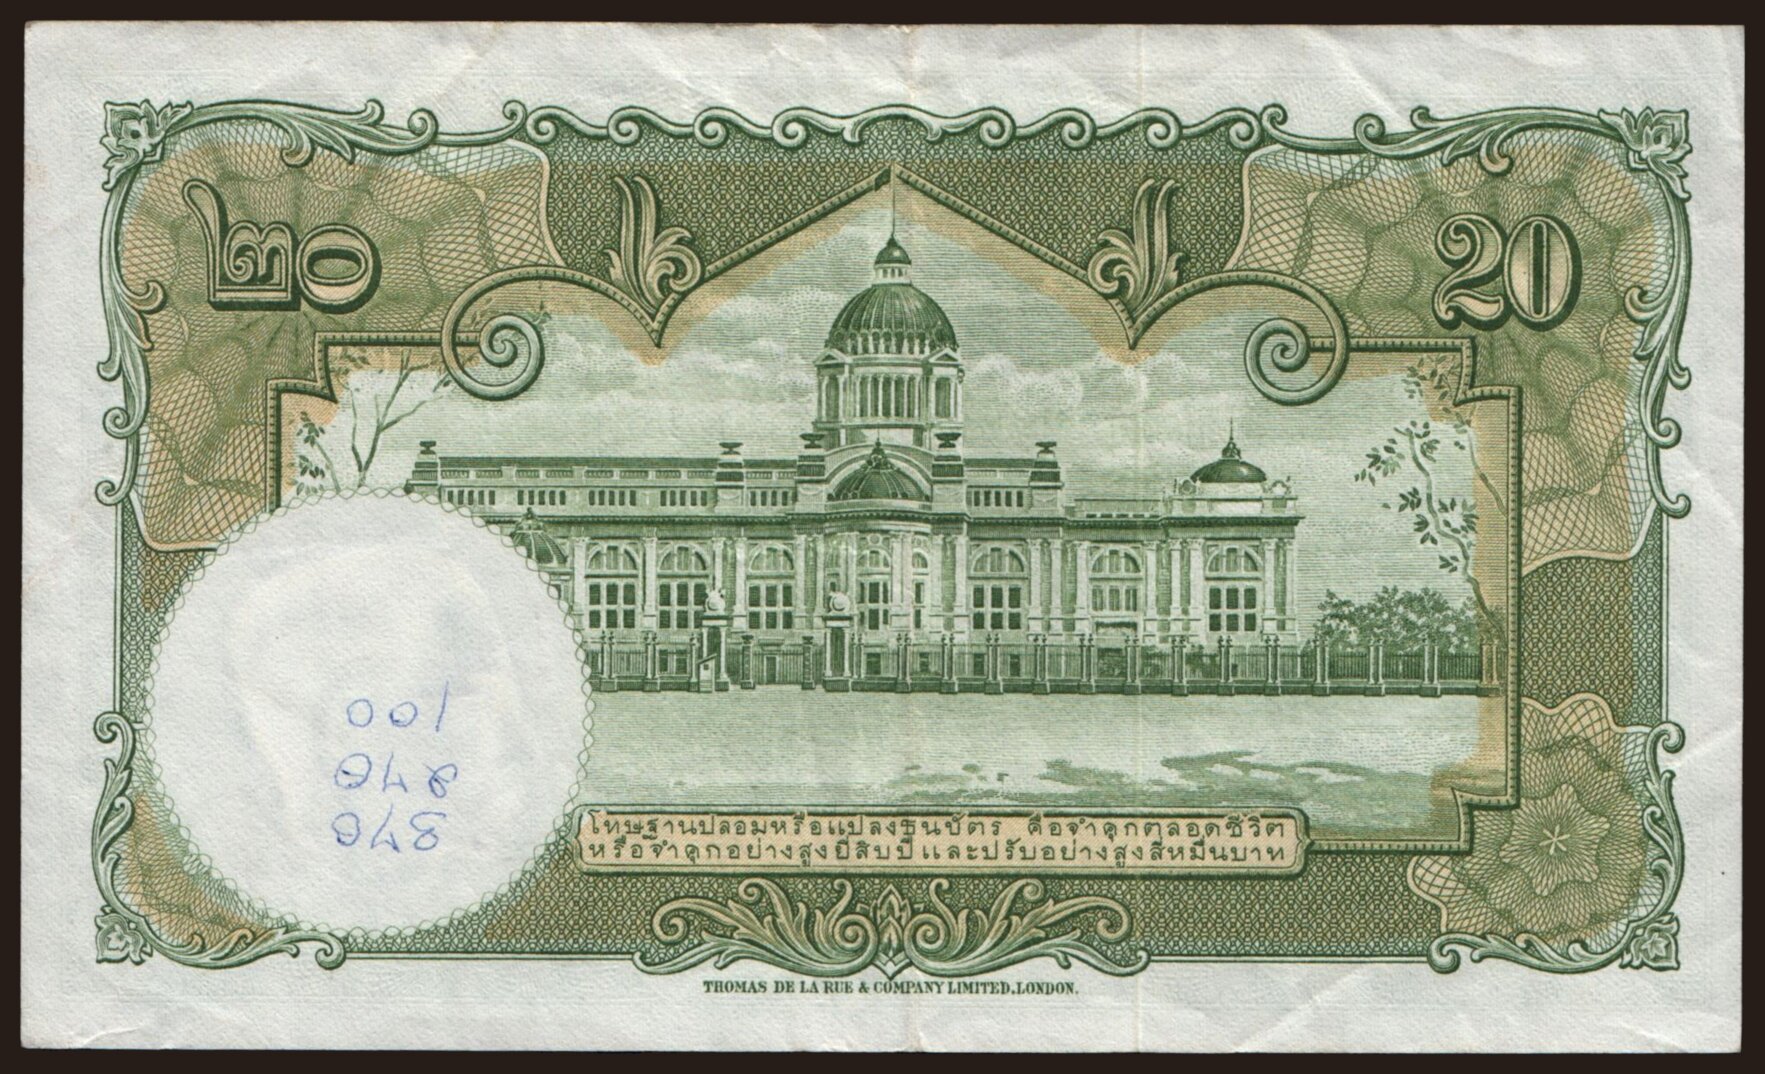 ๒๐
20
โทษฐานปลอมหรือแปลงธนบัตร คือจำคุกตลอดชีวิต
หรือจำคุกอย่างสูงยี่สิบปีและปรับอย่างสูงสี่หมื่นบาท
THOMAS DE LA RUE & COMPANY LIMITED, LONDON.